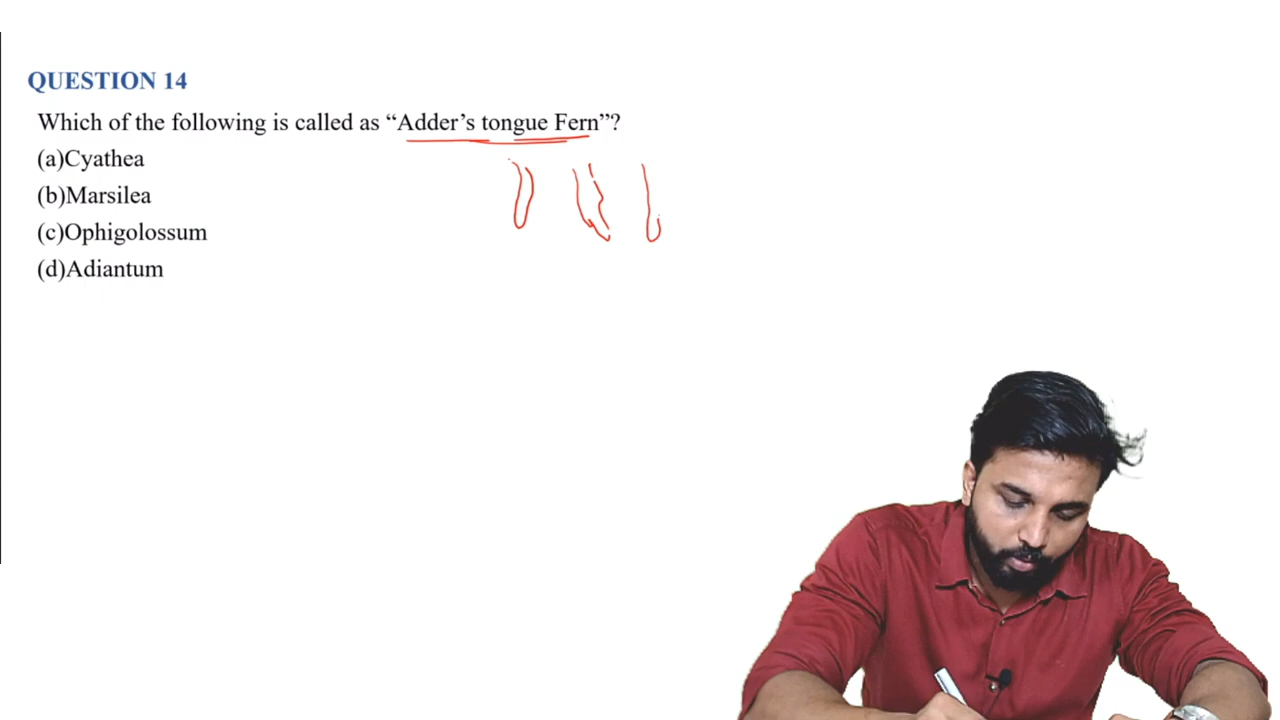 QUESTION 14
Which of the following is called as “Adder’s tongue Fern”?
(a)Cyathea
(b)Marsilea
(c)Ophigolossum
(d)Adiantum